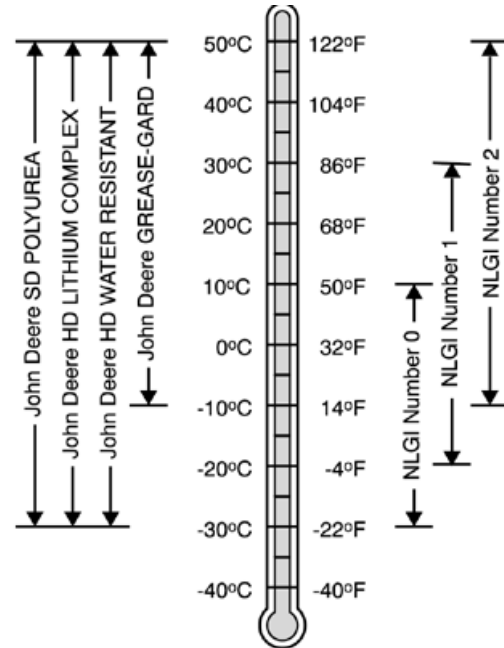 John Deere SD POLYUREA
John Deere HD LITHIUM COMPLEX
John Deere HD WATER RESISTANT
John Deere GREASE-GARD
50ºC 122ºF
40ºC 104ºF
30ºC 86ºF
20ºC 68ºF
10ºC 50ºF
0ºC 32ºF
-10ºC 14ºF
-20ºC -4ºF
-30ºC -22ºF
-40ºC -40ºF
NLGI Number 0
NLGI Number 1
NLGI Number 2